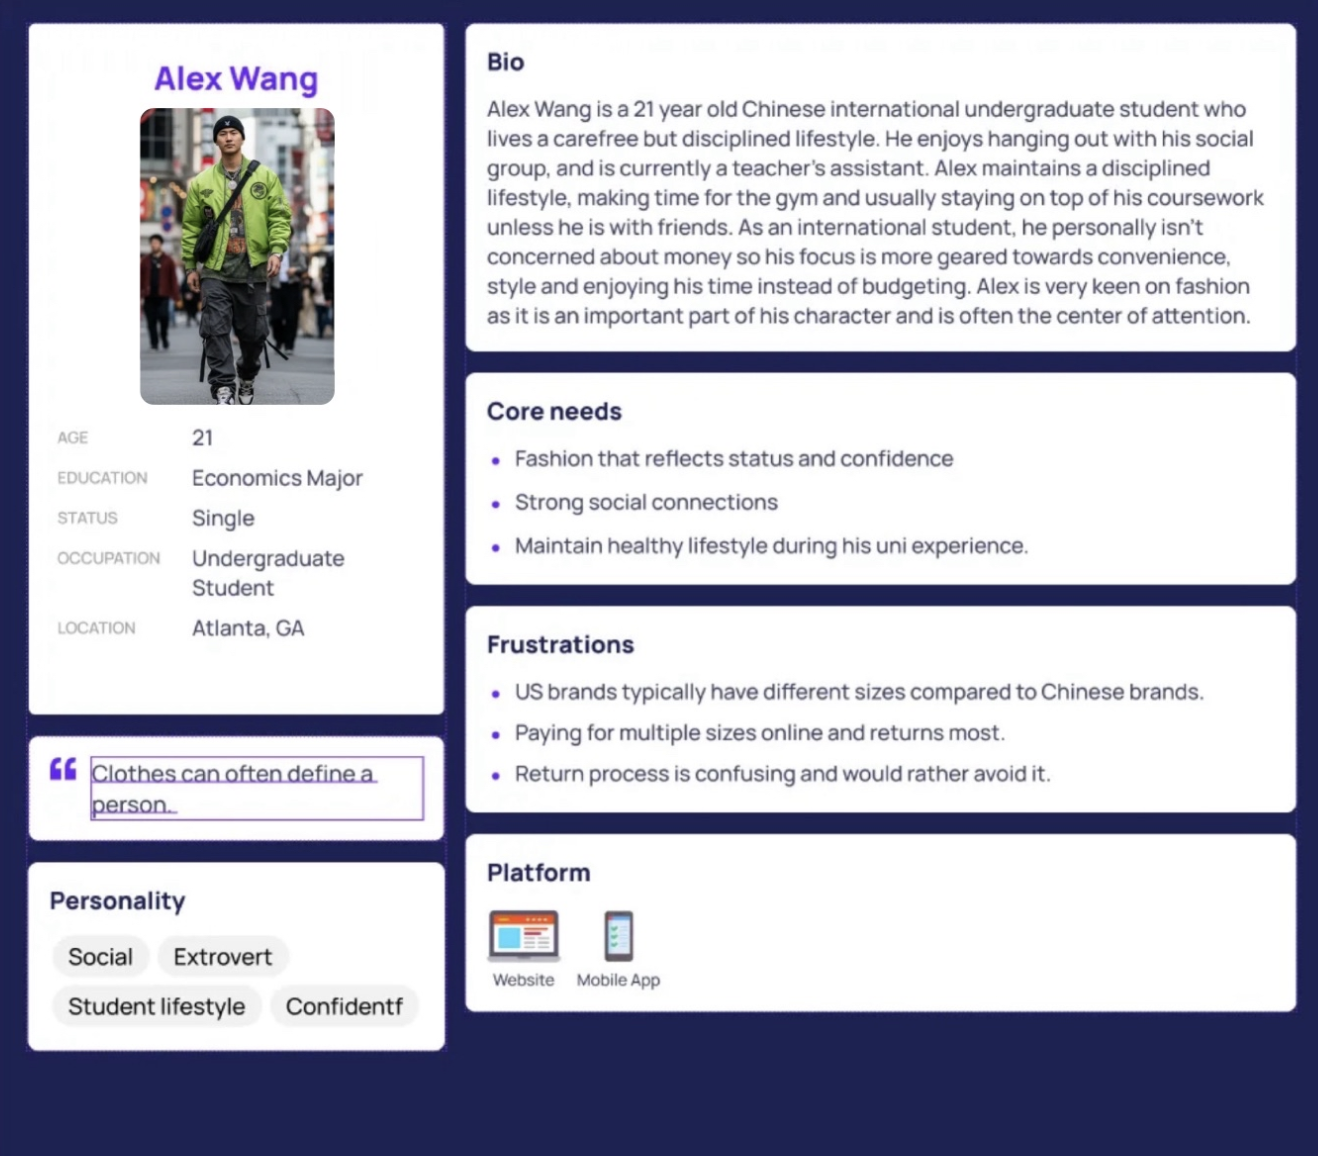 Alex Wang
AGE 21
EDUCATION Economics Major
STATUS Single
OCCUPATION Undergraduate
Student
LOCATION Atlanta, GA
“ Clothes can often define a
person.
Personality
Social Extrovert
Student lifestyle Confidentf
Bio
Alex Wang is a 21 year old Chinese international undergraduate student who
lives a carefree but disciplined lifestyle. He enjoys hanging out with his social
group, and is currently a teacher's assistant. Alex maintains a disciplined
lifestyle, making time for the gym and usually staying on top of his coursework
unless he is with friends. As an international student, he personally isn't
concerned about money so his focus is more geared towards convenience,
style and enjoying his time instead of budgeting. Alex is very keen on fashion
as it is an important part of his character and is often the center of attention.
Core needs
• Fashion that reflects status and confidence
• Strong social connections
• Maintain healthy lifestyle during his uni experience.
Frustrations
• US brands typically have different sizes compared to Chinese brands.
• Paying for multiple sizes online and returns most.
• Return process is confusing and would rather avoid it.
Platform
Website Mobile App